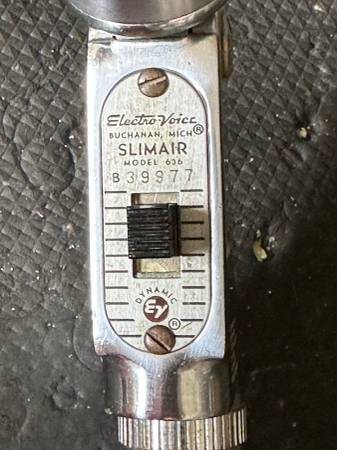 Electro-Voice®
BUCHANAN, MICH
SLIMAIR
MODEL 636
B 39977
DYNAMIC
EV ®